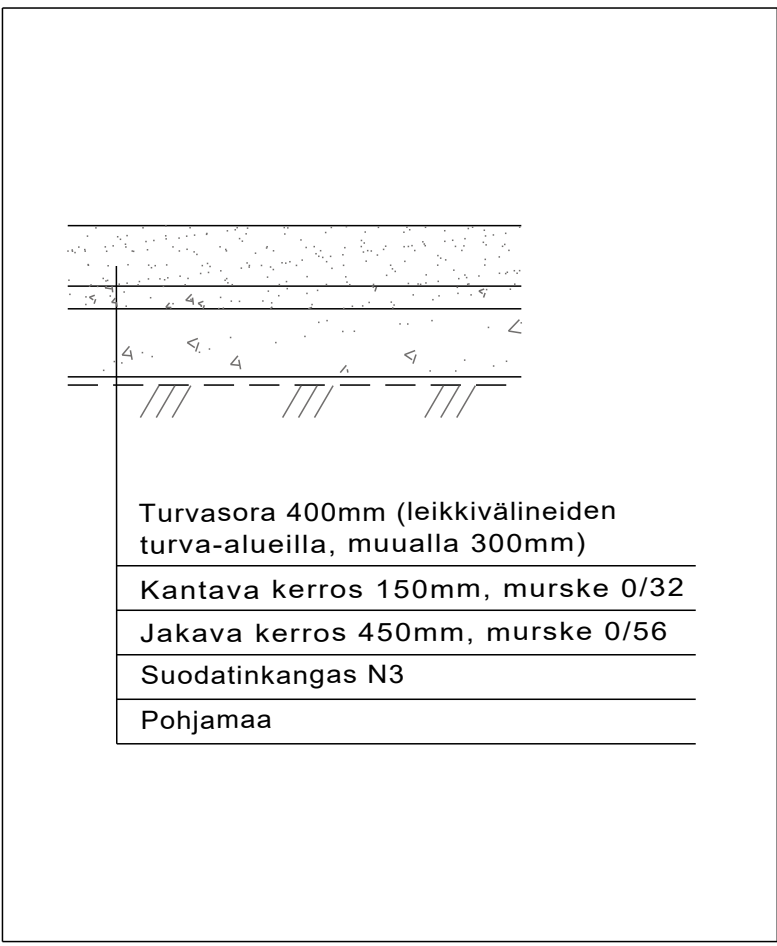 Turvasora 400mm (leikkivälineiden
turva-alueilla, muualla 300mm)
Kantava kerros 150mm, murske 0/32
Jakava kerros 450mm, murske 0/56
Suodatinkangas N3
Pohjamaa